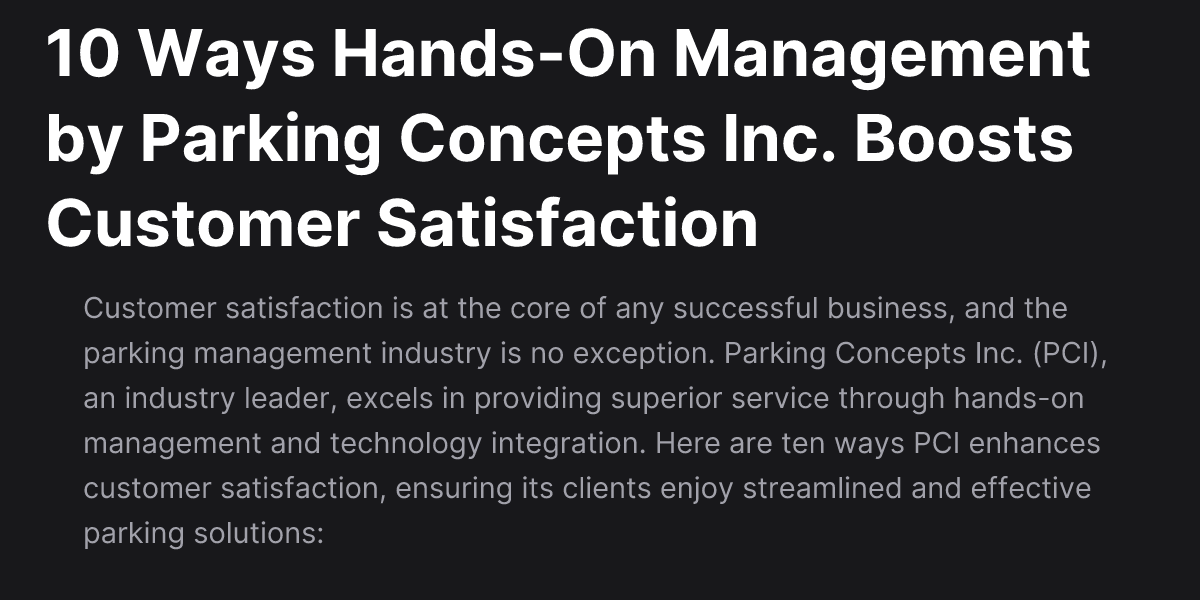 10 Ways Hands-On Management
by Parking Concepts Inc. Boosts
Customer Satisfaction
Customer satisfaction is at the core of any successful business, and the
parking management industry is no exception. Parking Concepts Inc. (PCI),
an industry leader, excels in providing superior service through hands-on
management and technology integration. Here are ten ways PCI enhances
customer satisfaction, ensuring its clients enjoy streamlined and effective
parking solutions: